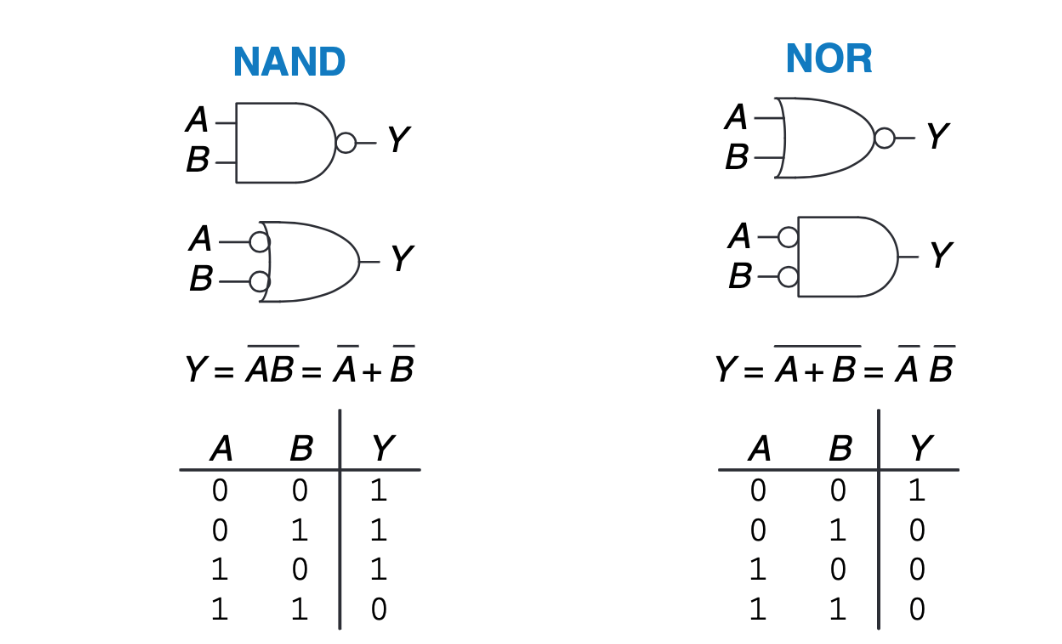 NAND
A
B
Y
A
B
Y
Y = \overline{AB} = \overline{A} + \overline{B}
A B Y
0 0 1
0 1 1
1 0 1
1 1 0
NOR
A
B
Y
A
B
Y
Y = \overline{A + B} = \overline{A} \overline{B}
A B Y
0 0 1
0 1 0
1 0 0
1 1 0